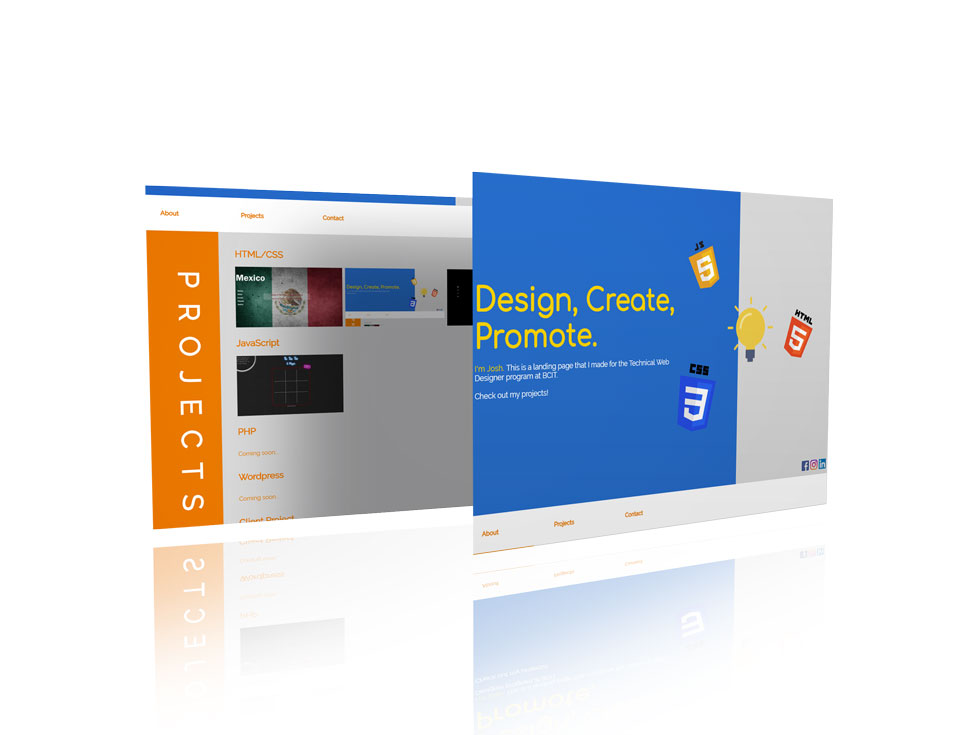 About
Projects
Contact
PROJECTS
HTML/CSS
Mexico
Design, Create, Promote.
JavaScript
PHP
Coming soon.
Wordpress
Coming soon.
Client Project
JS
HTML
CSS
Design, Create,
Promote.
I'm Josh. This is a landing page that I made for the Technical Web
Designer program at BCIT.
Check out my projects!
f
in
About
Projects
Contact